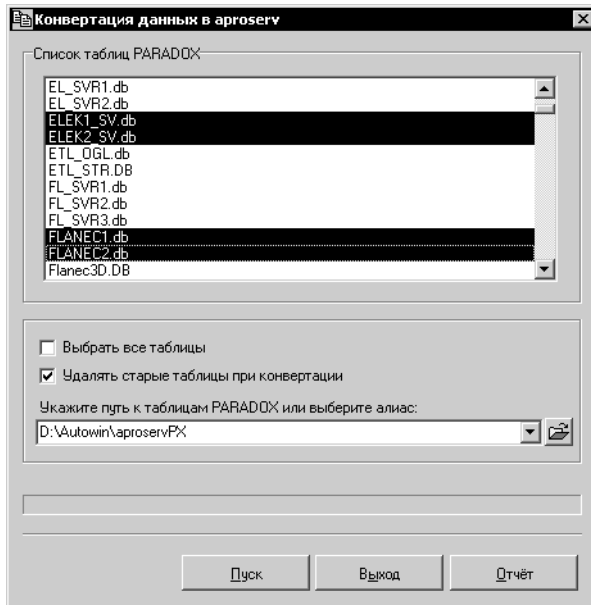 Конвертация данных в aproserv
Список таблиц PARADOX
EL_SVR1.db
EL_SVR2.db
ELEK1_SV.db
ELEK2_SV.db
ETL_OGL.db
ETL_STR.DB
FL_SVR1.db
FL_SVR2.db
FL_SVR3.db
FLANEC1.db
FLANEC2.db
Flanec3D.DB
Выбрать все таблицы
Удалять старые таблицы при конвертации
Укажите путь к таблицам PARADOX или выберите алиас:
D:\Autowin\aproservPX
Пуск Выход Отчёт